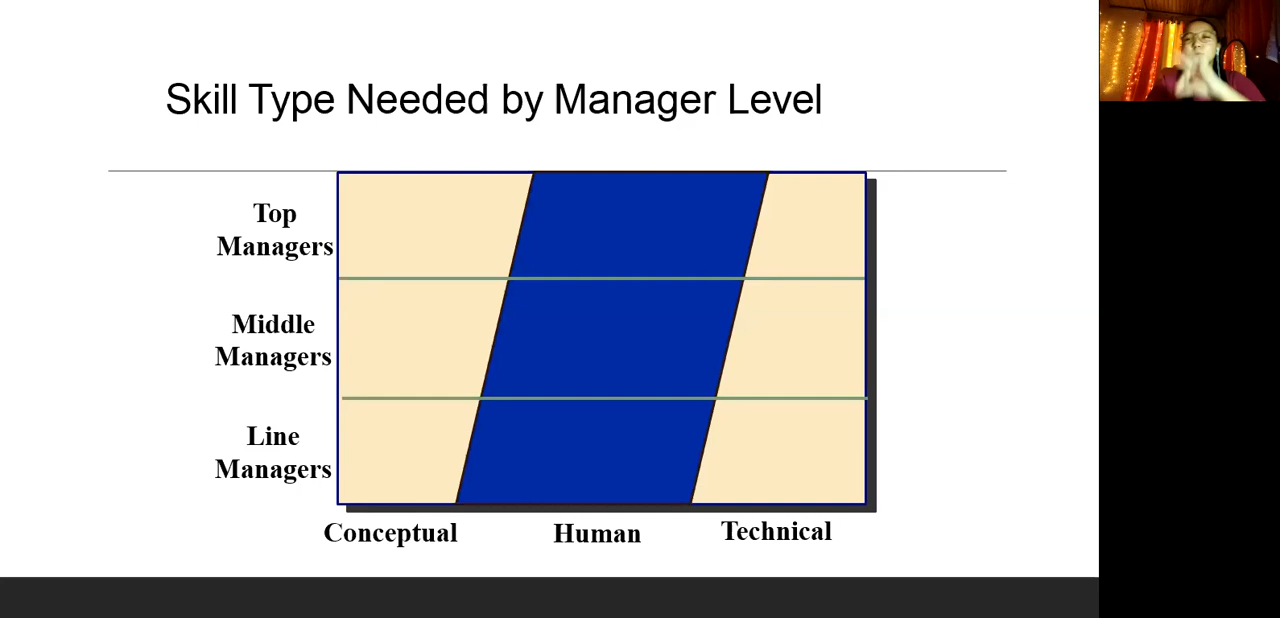 Skill Type Needed by Manager Level
Top
Managers
Middle
Managers
Line
Managers
Conceptual
Human
Technical